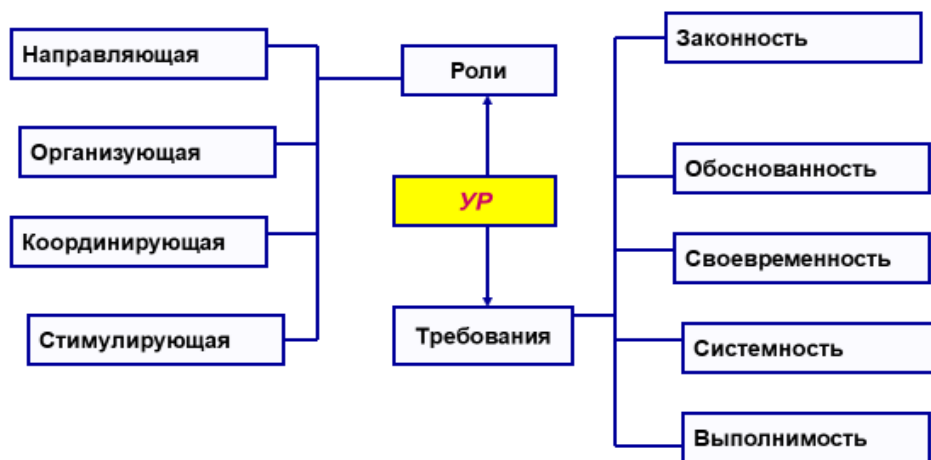 Направляющая
Организующая
Координирующая
Стимулирующая
Роли
УР
Требования
Законность
Обоснованность
Своевременность
Системность
Выполнимость